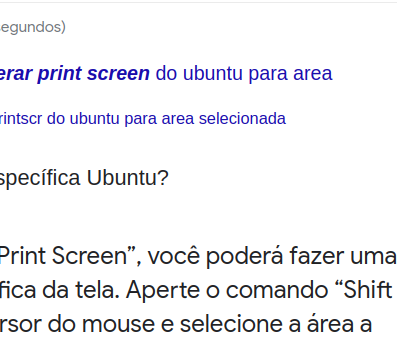 egundos)
erar print screen do ubuntu para area
rintscr do ubuntu para area selecionada
specífica Ubuntu?
Print Screen”, você poderá fazer uma
fica da tela. Aperte o comando “Shift
rsor do mouse e selecione a área a